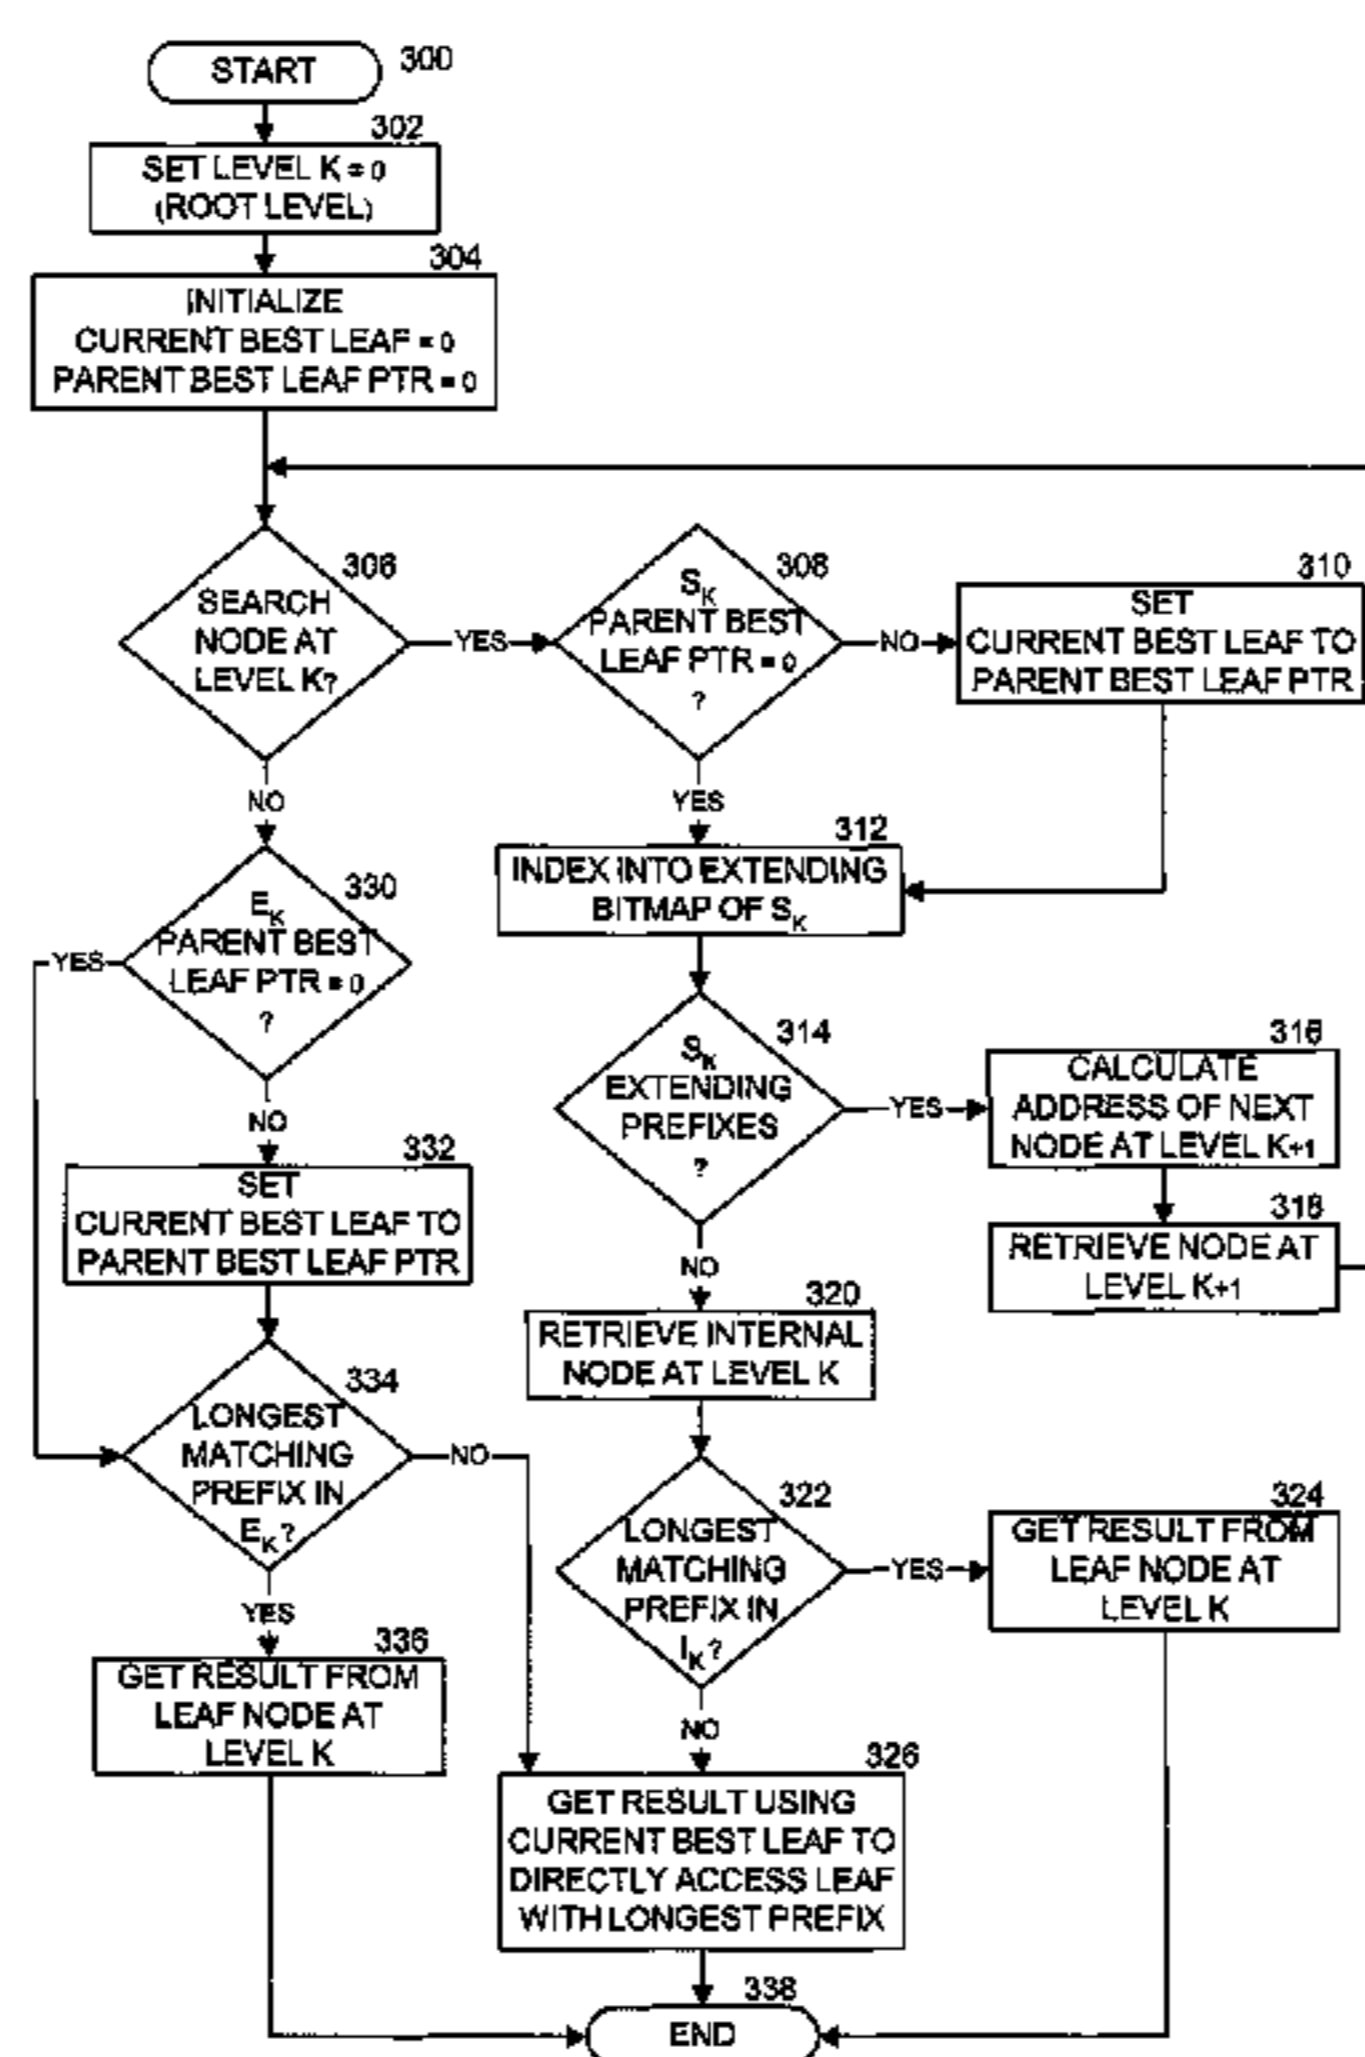 START
300
302
SET LEVEL K = 0
(ROOT LEVEL)
304
INITIALIZE
CURRENT BEST LEAF = 0
PARENT BEST LEAF PTR = 0
306
SEARCH
NODE AT
LEVEL K?
YES
308
SK
PARENT BEST
LEAF PTR = 0
?
NO
310
SET
CURRENT BEST LEAF TO
PARENT BEST LEAF PTR
NO
YES
312
INDEX INTO EXTENDING
BITMAP OF SK
330
EK
PARENT BEST
LEAF PTR = 0
?
YES
NO
314
SK
EXTENDING
PREFIXES
?
YES
316
CALCULATE
ADDRESS OF NEXT
NODE AT LEVEL K+1
318
RETRIEVE NODE AT
LEVEL K+1
NO
332
SET
CURRENT BEST LEAF TO
PARENT BEST LEAF PTR
320
RETRIEVE INTERNAL
NODE AT LEVEL K
334
LONGEST
MATCHING
PREFIX IN
EK?
NO
YES
322
LONGEST
MATCHING
PREFIX IN
IK?
YES
324
GET RESULT FROM
LEAF NODE AT
LEVEL K
NO
336
GET RESULT FROM
LEAF NODE AT
LEVEL K
326
GET RESULT USING
CURRENT BEST LEAF TO
DIRECTLY ACCESS LEAF
WITH LONGEST PREFIX
338
END